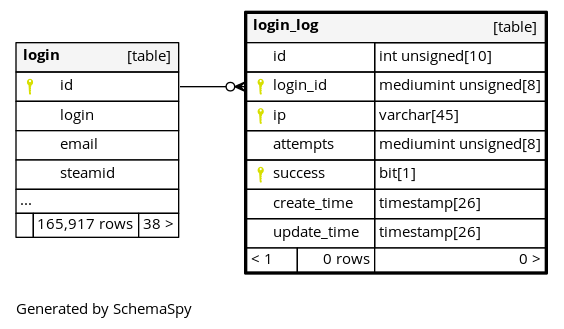 login [table]
id
login
email
steamid
...
165,917 rows 38 >
login_log [table]
id int unsigned[10]
login_id mediumint unsigned[8]
ip varchar[45]
attempts mediumint unsigned[8]
success bit[1]
create_time timestamp[26]
update_time timestamp[26]
< 1 0 rows 0 >
Generated by SchemaSpy